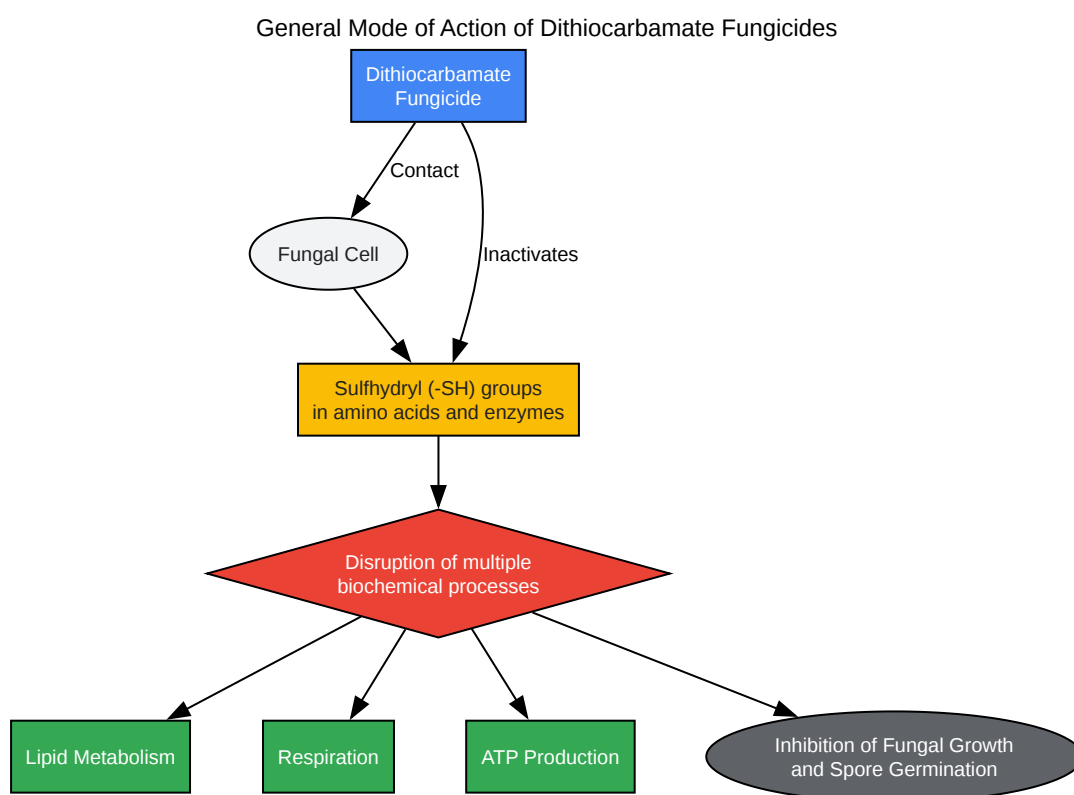 General Mode of Action of Dithiocarbamate Fungicides
Dithiocarbamate
Fungicide
Contact
Fungal Cell
Inactivates
Sulfhydryl (-SH) groups
in amino acids and enzymes
Disruption of multiple
biochemical processes
Lipid Metabolism
Respiration
ATP Production
Inhibition of Fungal Growth
and Spore Germination